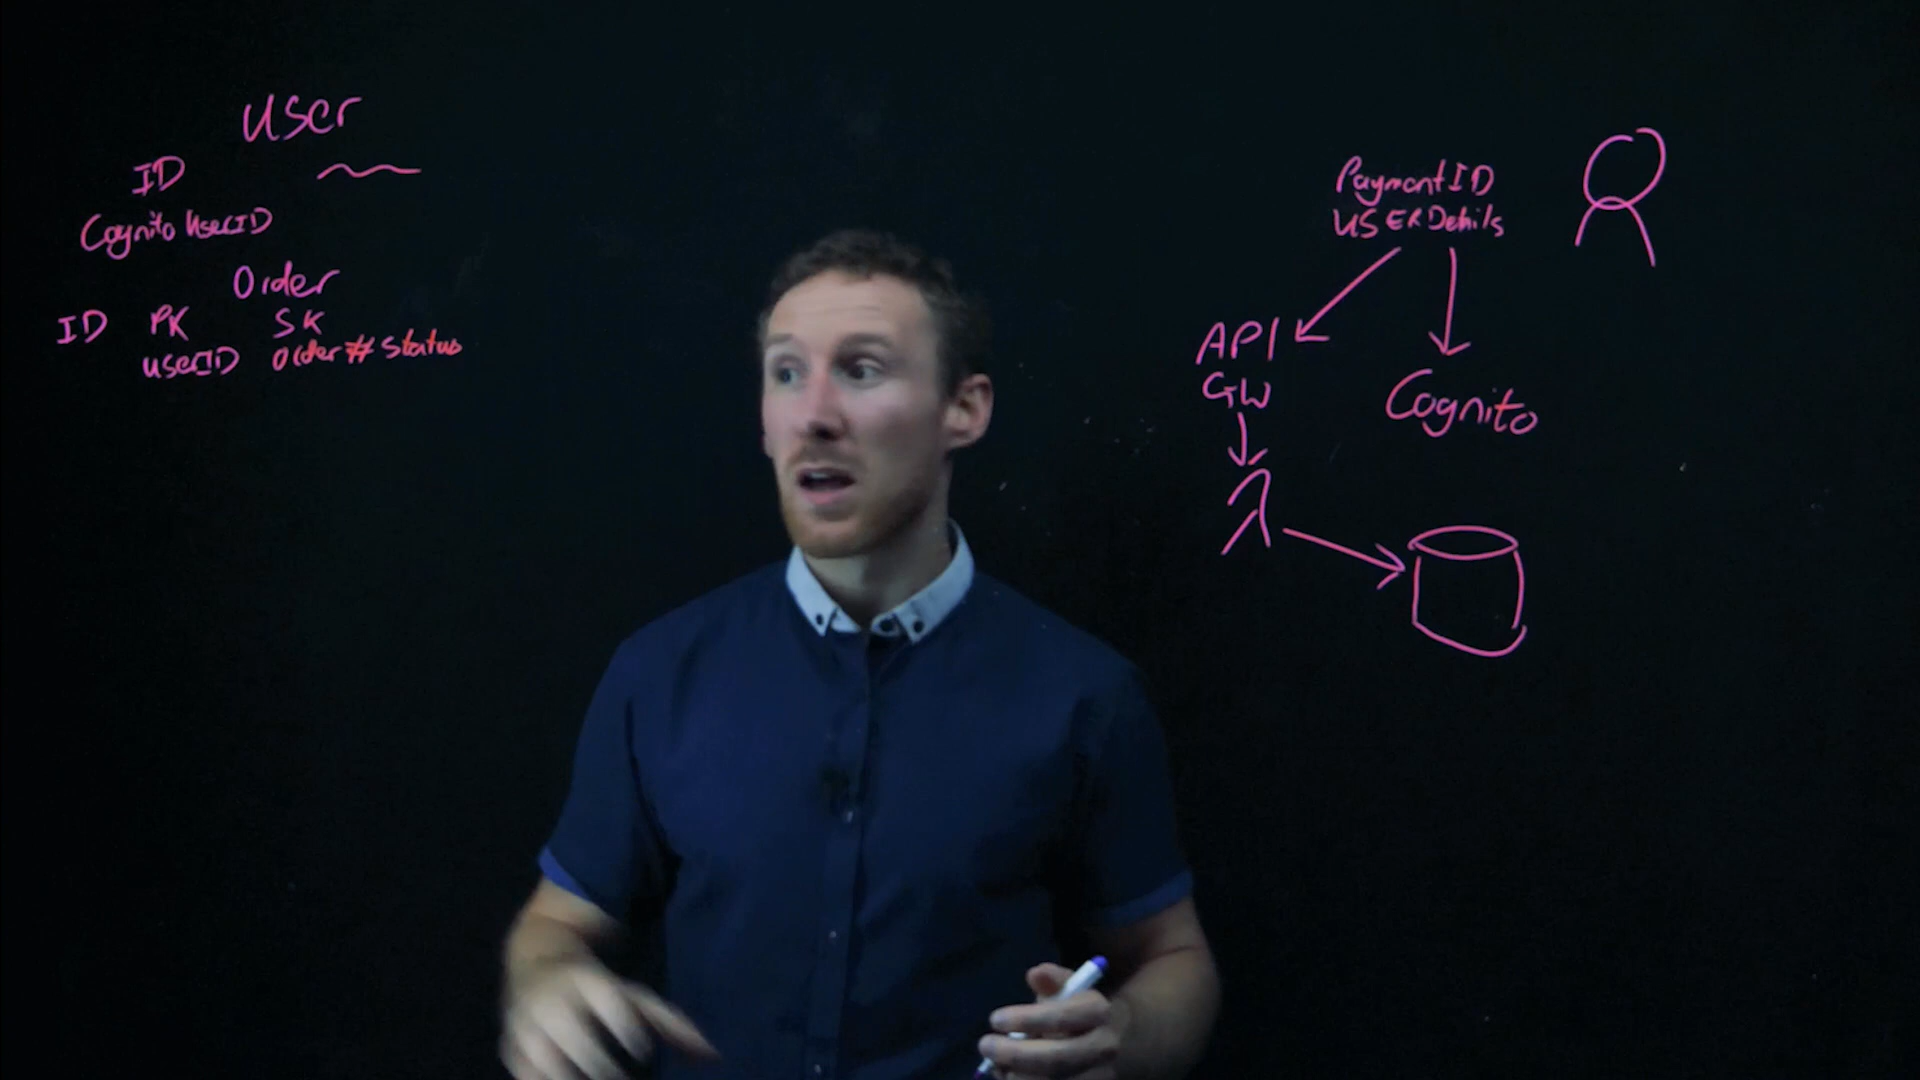 User
ID
Cognito UserID
Order
ID PK SK
userID order#status
PaymentID
USERDetails
API
GW
Cognito
λ